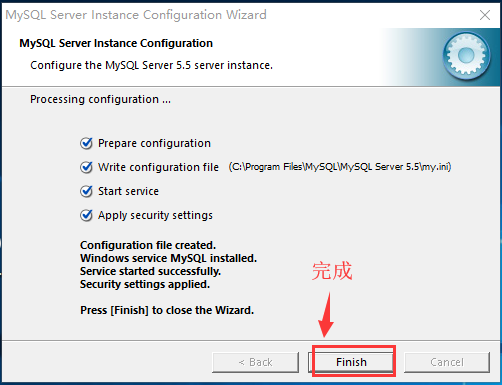 MySQL Server Instance Configuration Wizard
MySQL Server Instance Configuration
Configure the MySQL Server 5.5 server instance.
Processing configuration ...
Prepare configuration
Write configuration file (C:\Program Files\MySQL\MySQL Server 5.5\my.ini)
Start service
Apply security settings
Configuration file created.
Windows service MySQL installed.
Service started successfully.
Security settings applied.
Press [Finish] to close the Wizard.
完成
< Back Finish Cancel